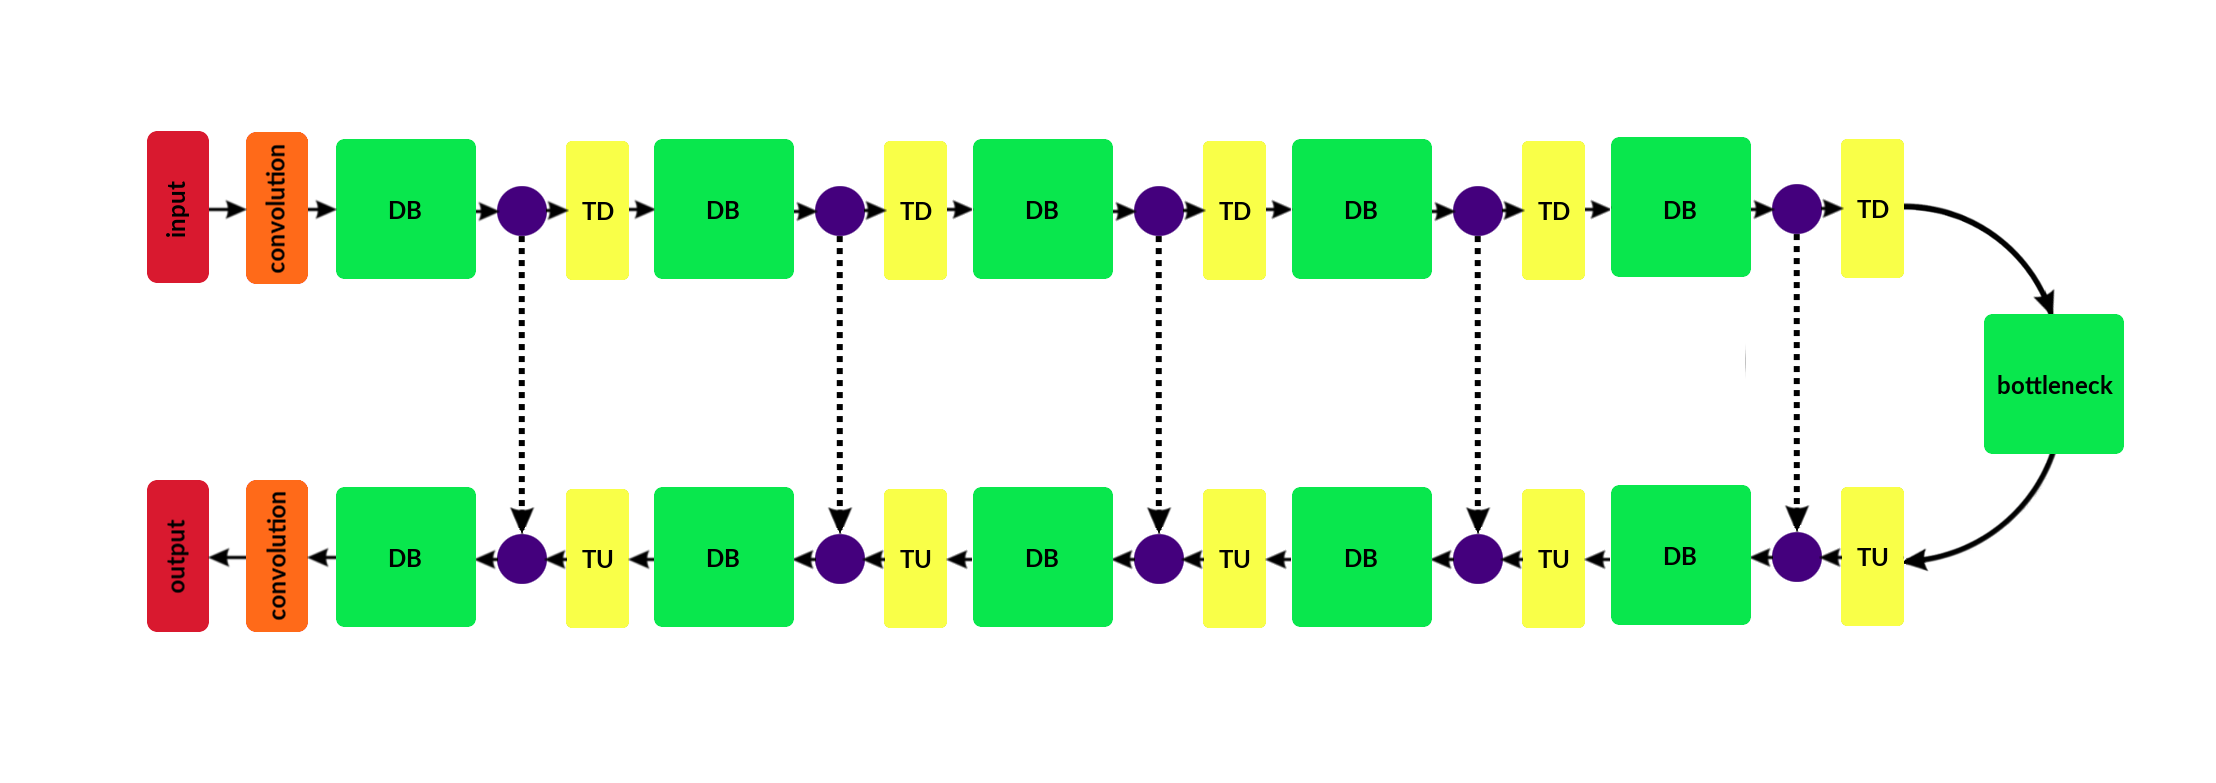 input
convolution
DB
TD
DB
TD
DB
TD
DB
TD
DB
TD
bottleneck
output
convolution
DB
TU
DB
TU
DB
TU
DB
TU
DB
TU